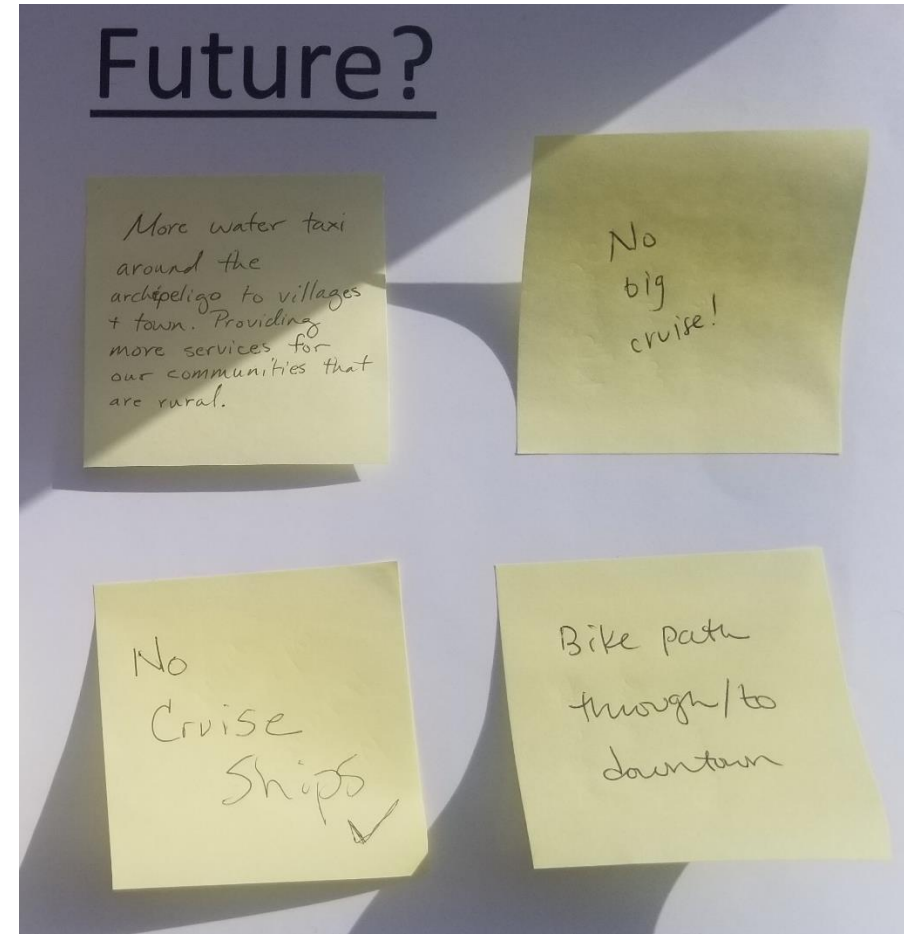 Future?
More water taxi
around the
archipeligo to villages
+ town. Providing
more services for
our communities that
are rural.
No
big
cruise!
No
Cruise
Ships
✓
Bike path
through/to
downtown